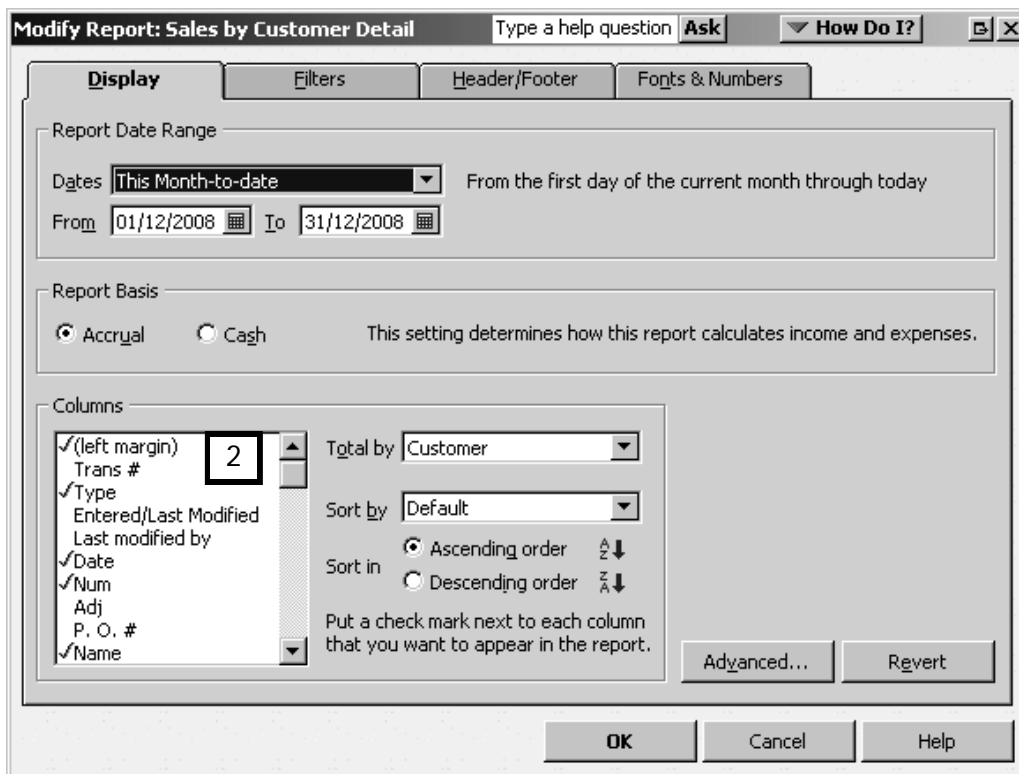 Modify Report: Sales by Customer Detail Type a help question Ask How Do I?
Display Filters Header/Footer Fonts & Numbers
Report Date Range
Dates This Month-to-date From the first day of the current month through today
From 01/12/2008 To 31/12/2008
Report Basis
Accrual Cash This setting determines how this report calculates income and expenses.
Columns
✓(left margin)
Trans #
✓Type
Entered/Last Modified
Last modified by
✓Date
✓Num
Adj
P. O. #
✓Name
2
Total by Customer
Sort by Default
Sort in
Ascending order A Z
Descending order Z A
Put a check mark next to each column
that you want to appear in the report.
Advanced... Revert
OK Cancel Help